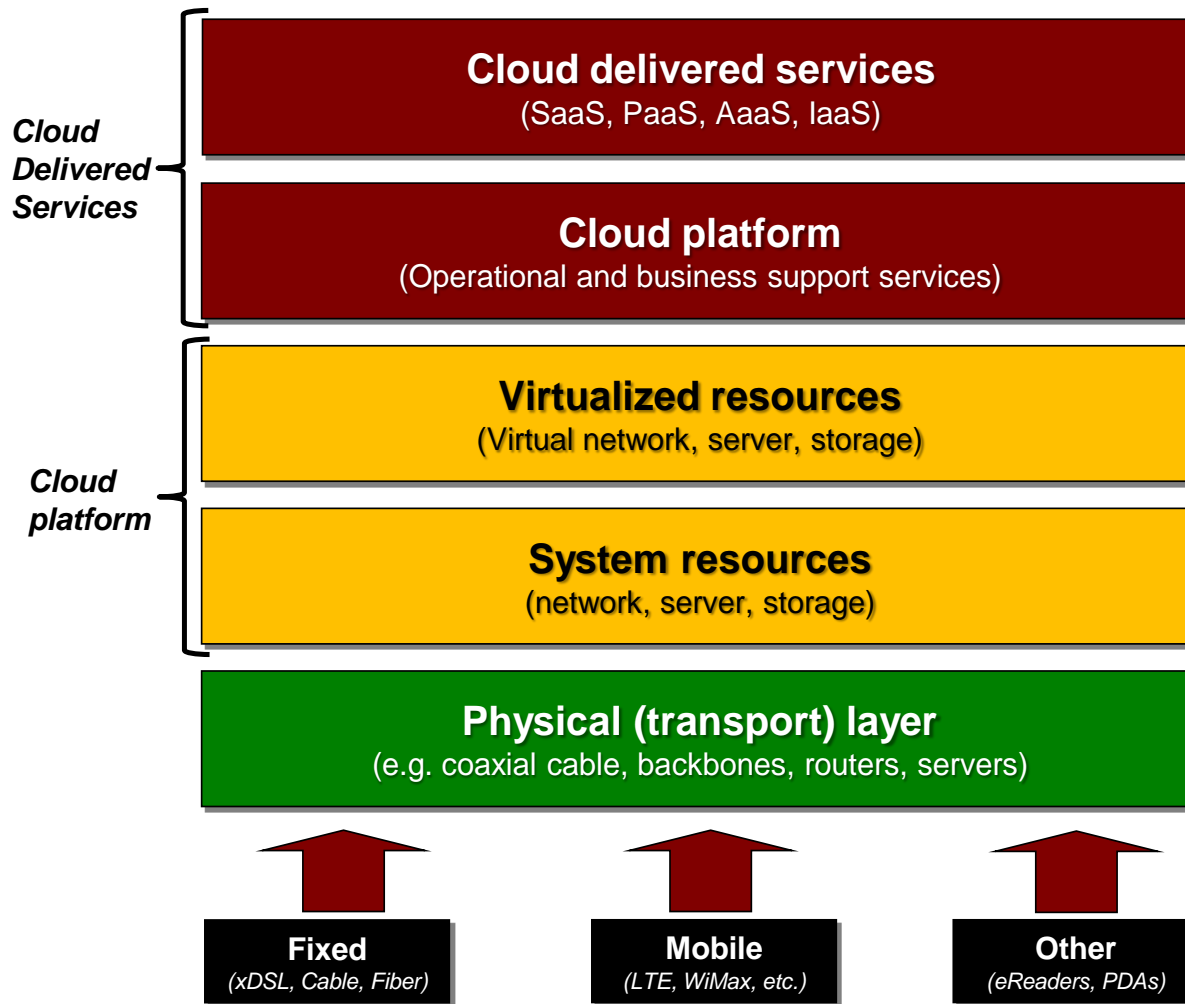 Cloud delivered services
(SaaS, PaaS, AaaS, IaaS)
Cloud
Delivered
Services
Cloud platform
(Operational and business support services)
Virtualized resources
(Virtual network, server, storage)
Cloud
platform
System resources
(network, server, storage)
Physical (transport) layer
(e.g. coaxial cable, backbones, routers, servers)
Fixed
(xDSL, Cable, Fiber)
Mobile
(LTE, WiMax, etc.)
Other
(eReaders, PDAs)